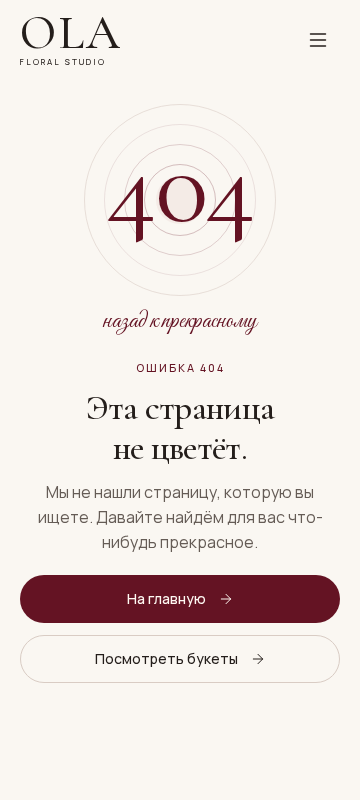 OLA
FLORAL STUDIO
404
назад к прекрасному
ОШИБКА 404
Эта страница
не цветёт.
Мы не нашли страницу, которую вы
ищете. Давайте найдём для вас что-
нибудь прекрасное.
На главную →
Посмотреть букеты →